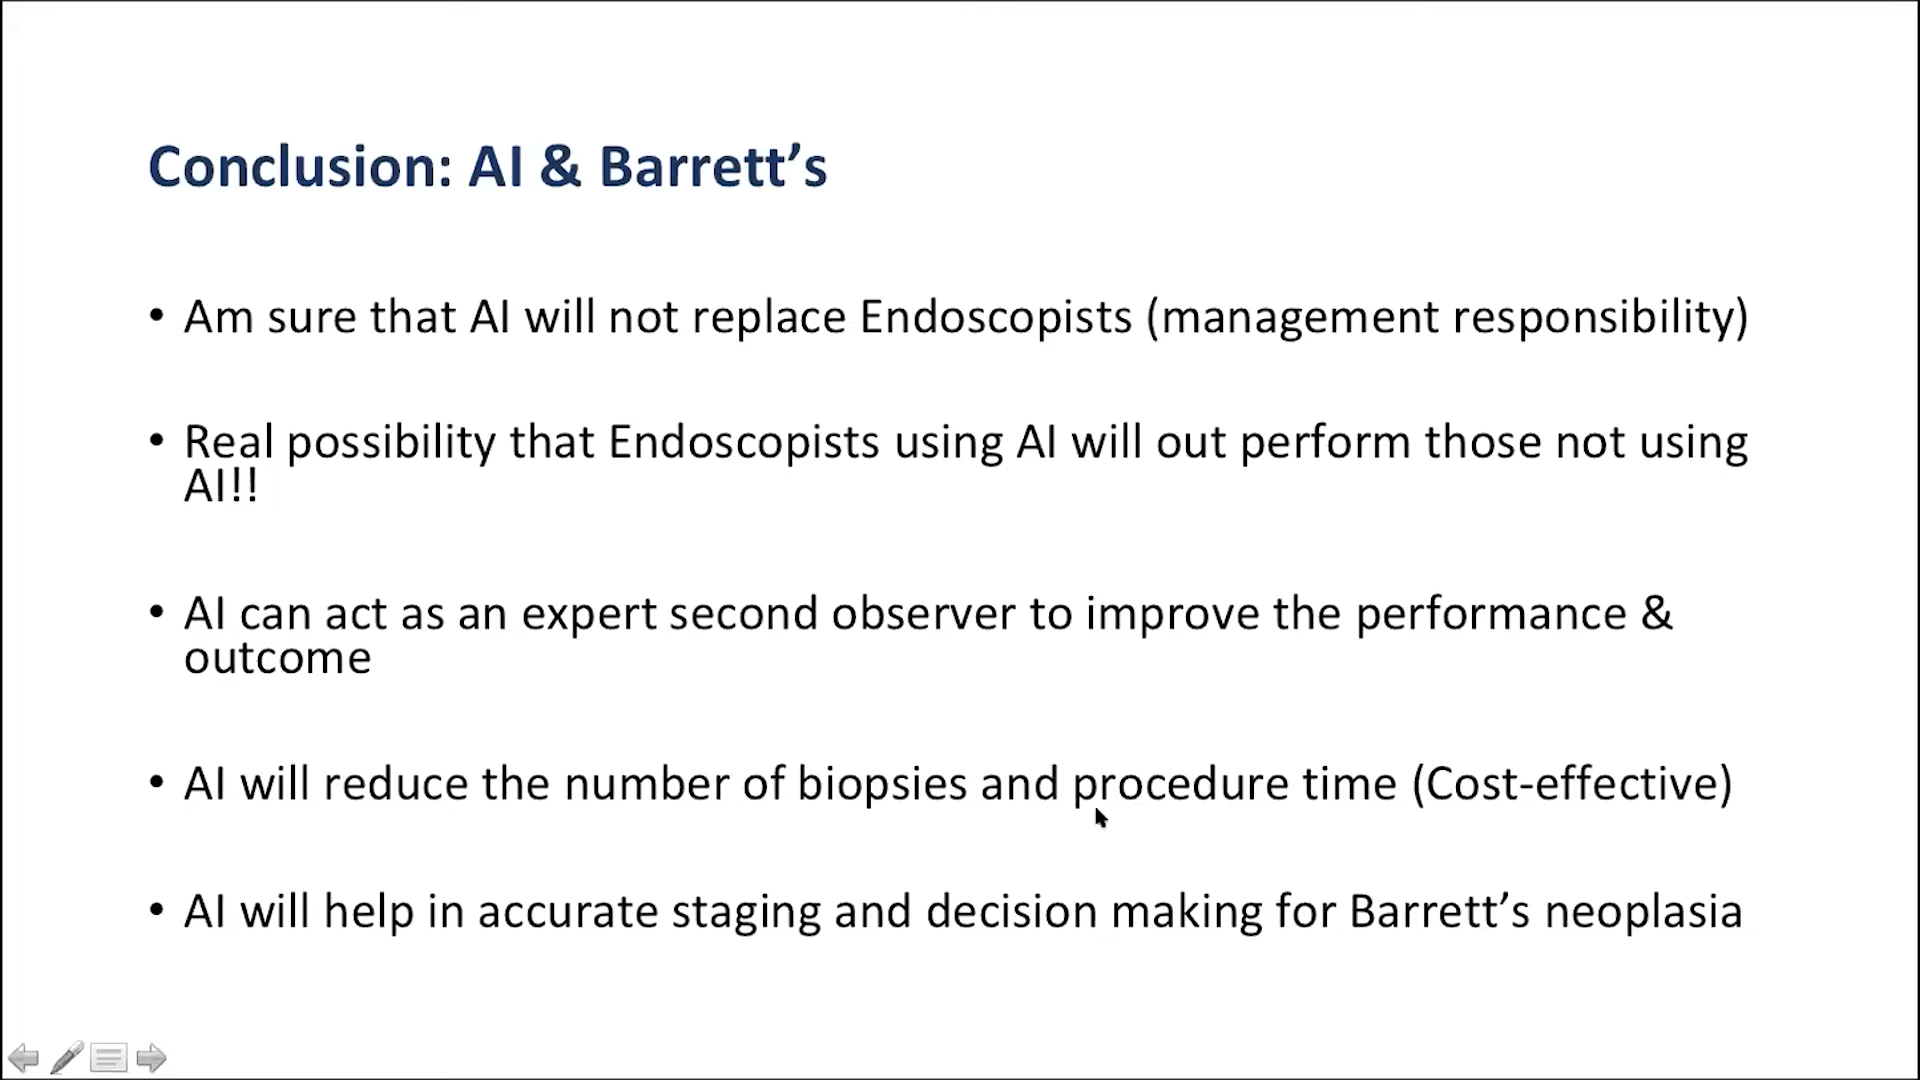 Conclusion: AI & Barrett’s
• Am sure that AI will not replace Endoscopists (management responsibility)
• Real possibility that Endoscopists using AI will out perform those not using
AI!!
• AI can act as an expert second observer to improve the performance &
outcome
• AI will reduce the number of biopsies and procedure time (Cost-effective)
• AI will help in accurate staging and decision making for Barrett’s neoplasia